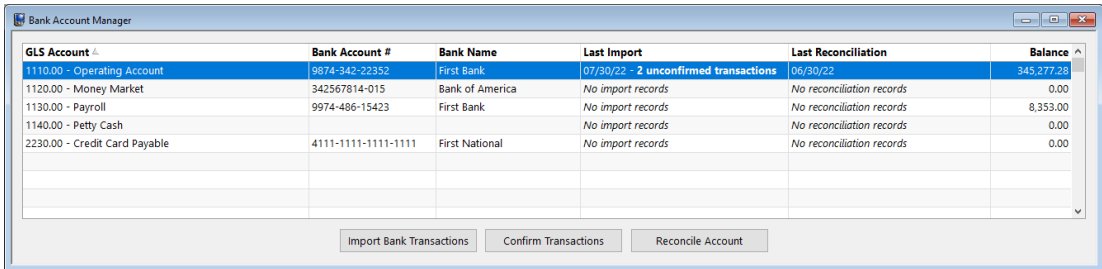 Bank Account Manager
GLS Account Bank Account # Bank Name Last Import Last Reconciliation Balance
1110.00 - Operating Account 9874-342-22352 First Bank 07/30/22 - 2 unconfirmed transactions 06/30/22 345,277.28
1120.00 - Money Market 342567814-015 Bank of America No import records No reconciliation records 0.00
1130.00 - Payroll 9974-486-15423 First Bank No import records No reconciliation records 8,353.00
1140.00 - Petty Cash No import records No reconciliation records 0.00
2230.00 - Credit Card Payable 4111-1111-1111-1111 First National No import records No reconciliation records 0.00
Import Bank Transactions Confirm Transactions Reconcile Account